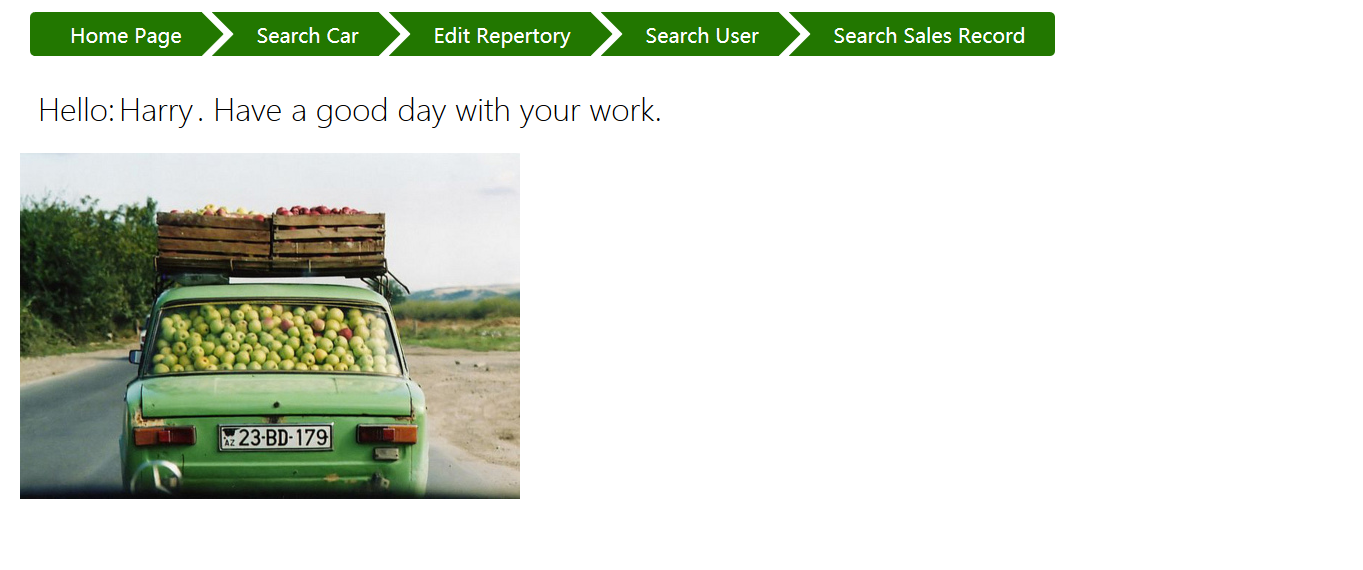 Home Page Search Car Edit Repertory Search User Search Sales Record
Hello: Harry . Have a good day with your work.
AZ 23-BD-179